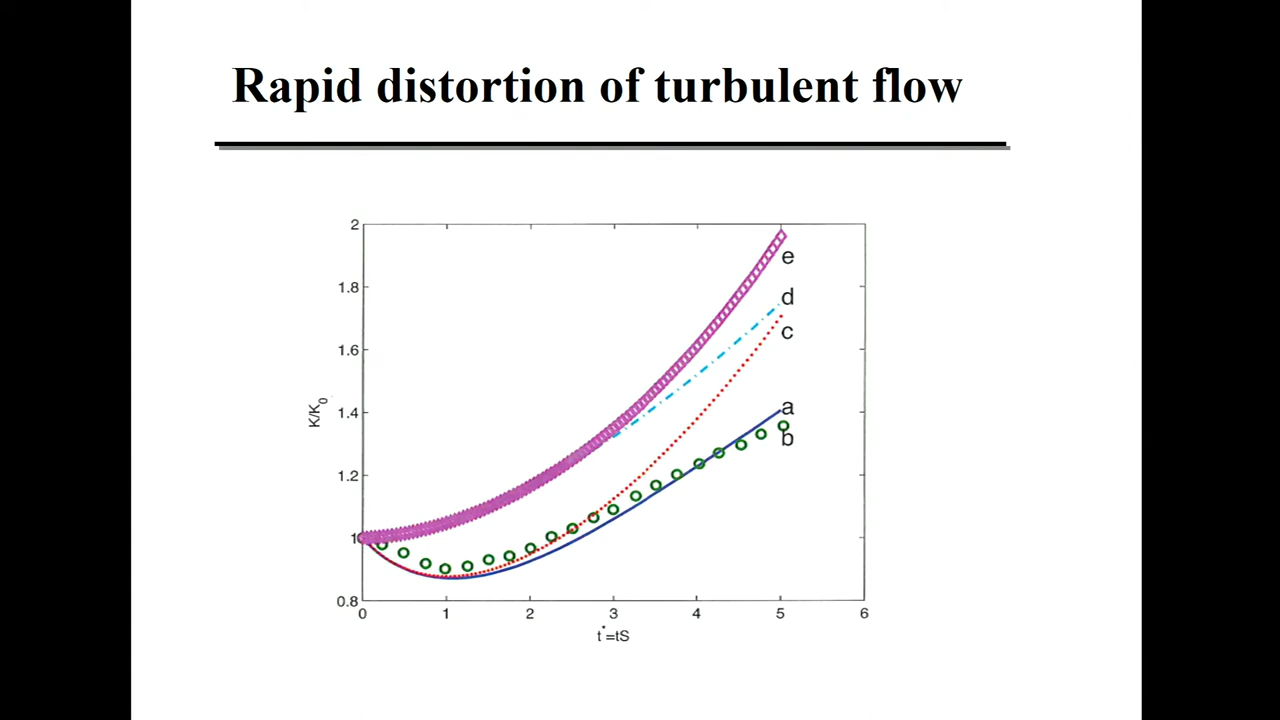 Rapid distortion of turbulent flow
2
1.8
1.6
1.4
1.2
1
0.8
K/K0
e
d
c
a
b
0 1 2 3 4 5 6
t*=tS